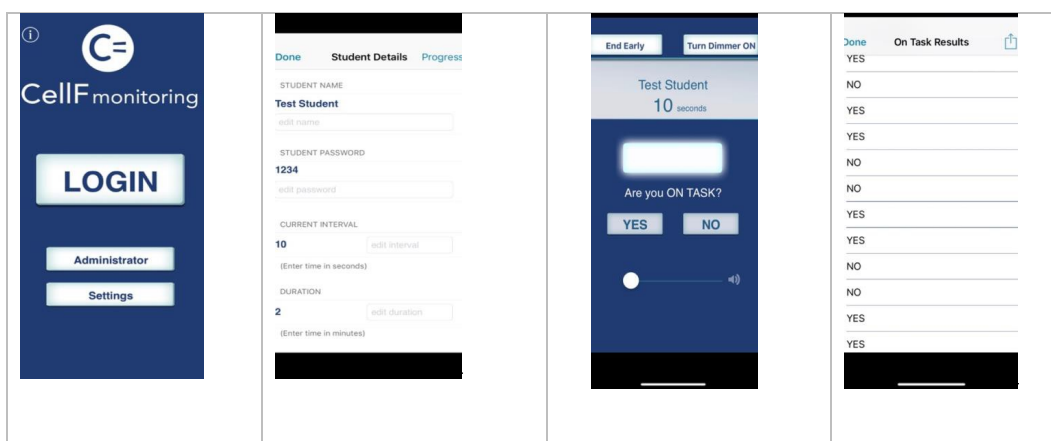 C=
CellF monitoring
LOGIN
Administrator
Settings
Done Student Details Progress
STUDENT NAME
Test Student
edit name
STUDENT PASSWORD
1234
edit password
CURRENT INTERVAL
10 edit interval
(Enter time in seconds)
DURATION
2 edit duration
(Enter time in minutes)
End Early Turn Dimmer ON
Test Student
10 seconds
Are you ON TASK?
YES NO
Done On Task Results
YES
NO
YES
YES
NO
NO
YES
YES
NO
NO
YES
YES